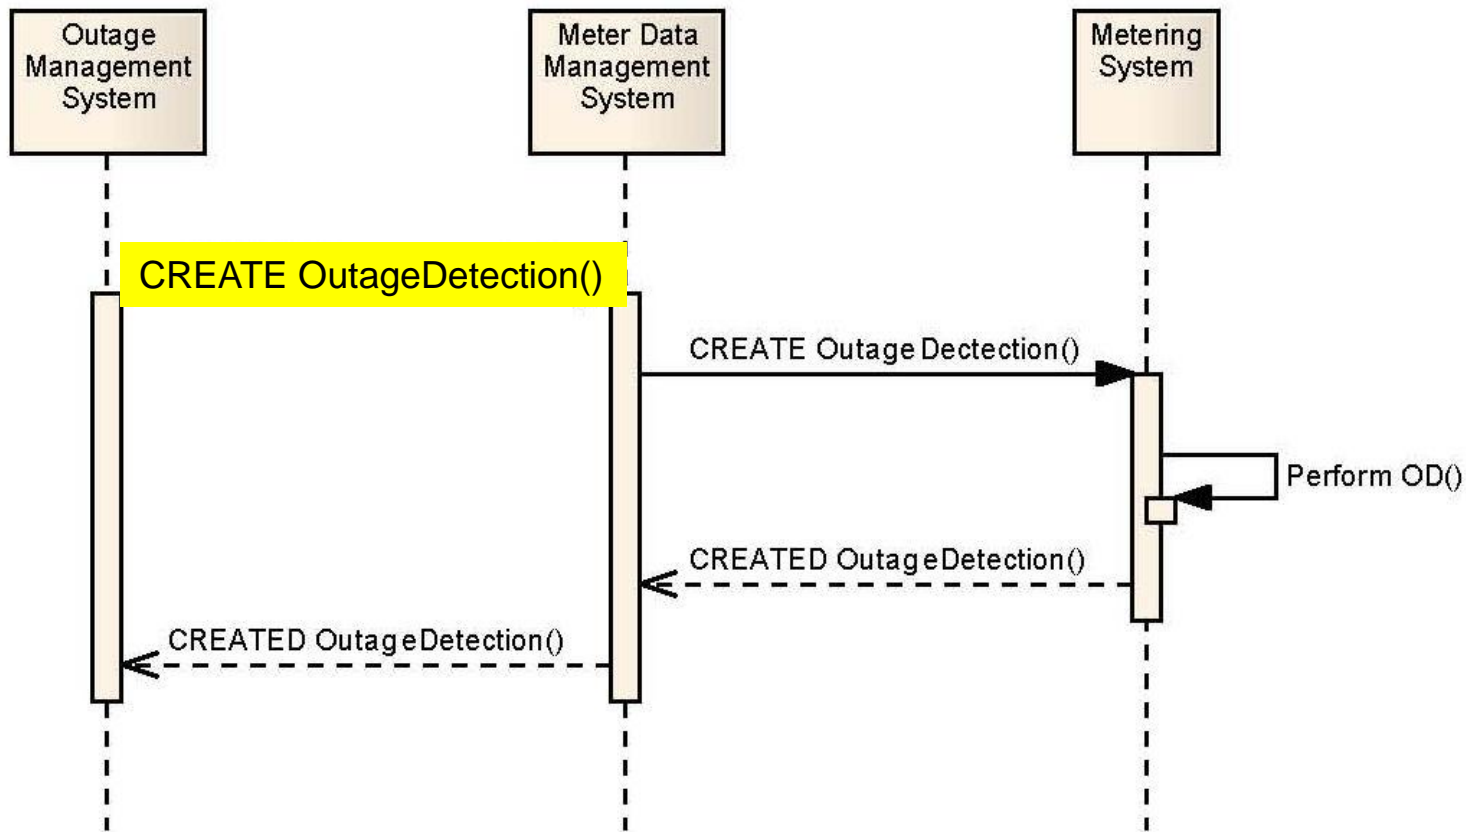 Outage
Management
System
Meter Data
Management
System
Metering
System
CREATE OutageDetection()
CREATE Outage Dectection()
Perform OD()
CREATED OutageDetection()
CREATED OutageDetection()